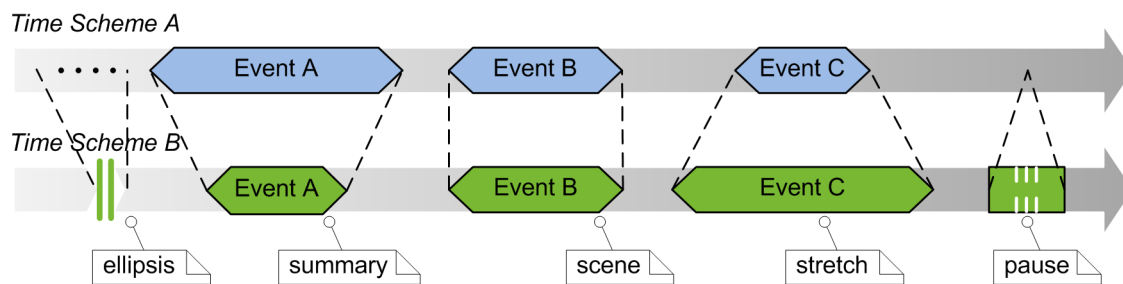 Time Scheme A
Event A
Event B
Event C
Time Scheme B
Event A
Event B
Event C
ellipsis
summary
scene
stretch
pause